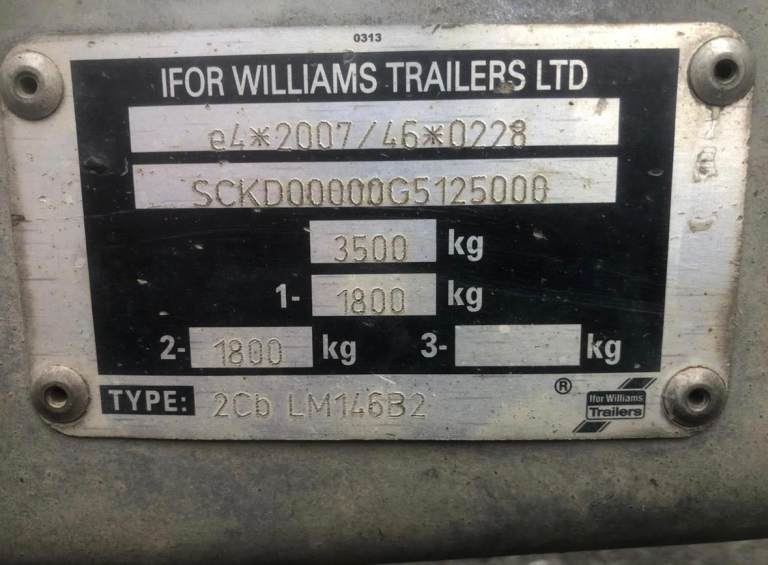 0313
IFOR WILLIAMS TRAILERS LTD
e4*2007/46*0228
SCKD00000G5125000
3500 kg
1- 1800 kg
2- 1800 kg 3- kg
TYPE: 2Cb LM146B2
® Ifor Williams
Trailers